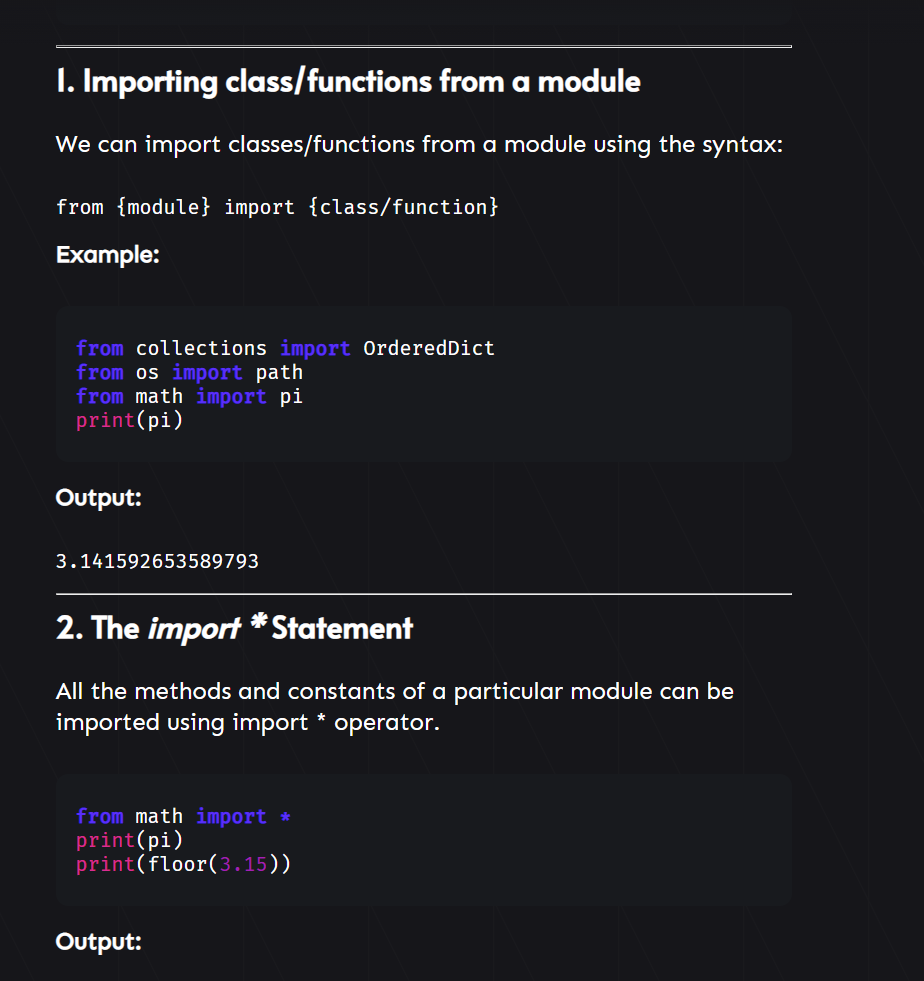 1. Importing class/functions from a module
We can import classes/functions from a module using the syntax:
from {module} import {class/function}
Example:
from collections import OrderedDict
from os import path
from math import pi
print(pi)
Output:
3.141592653589793
2. The import * Statement
All the methods and constants of a particular module can be
imported using import * operator.
from math import *
print(pi)
print(floor(3.15))
Output: